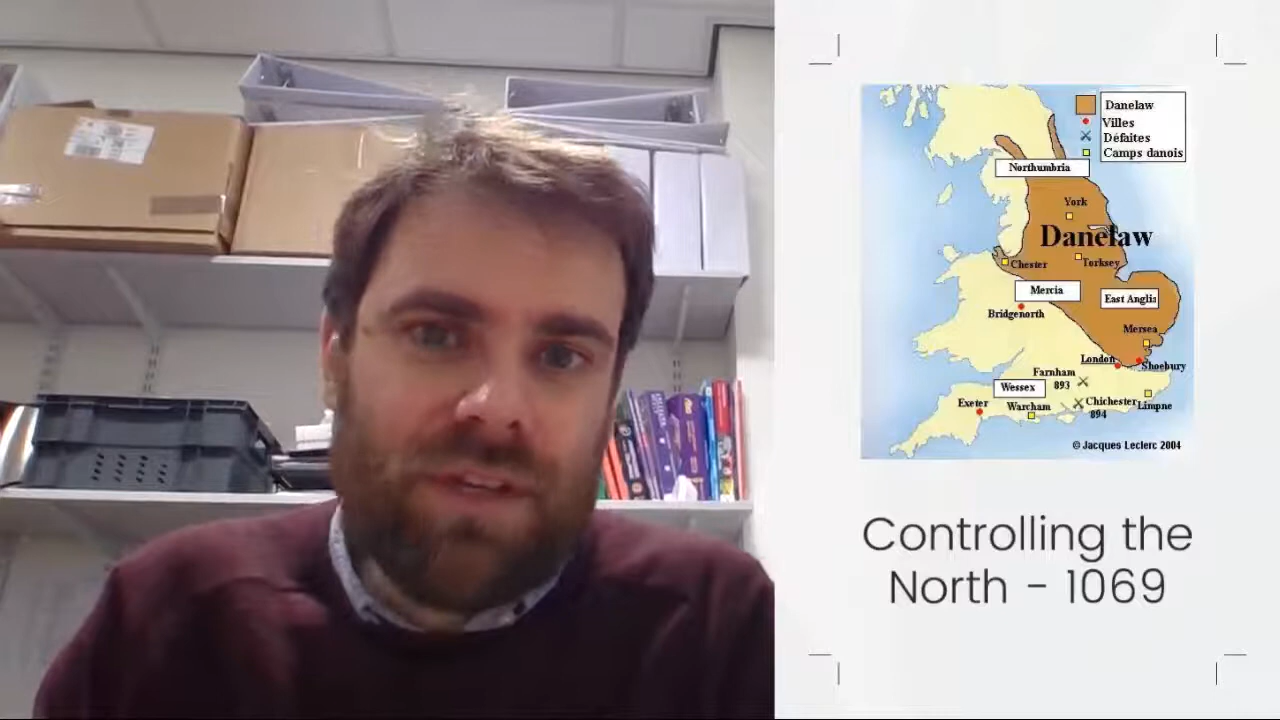 Danelaw
Villes
Défaites
Camps danois
Northumbria
York
Danelaw
Chester
Torksey
Mercia
East Anglia
Bridgenorth
Mersea
London
Shoebury
Farnham
893
Wessex
Exeter
Warcham
Chichester
894
Limpne
© Jacques Leclerc 2004
Controlling the
North - 1069